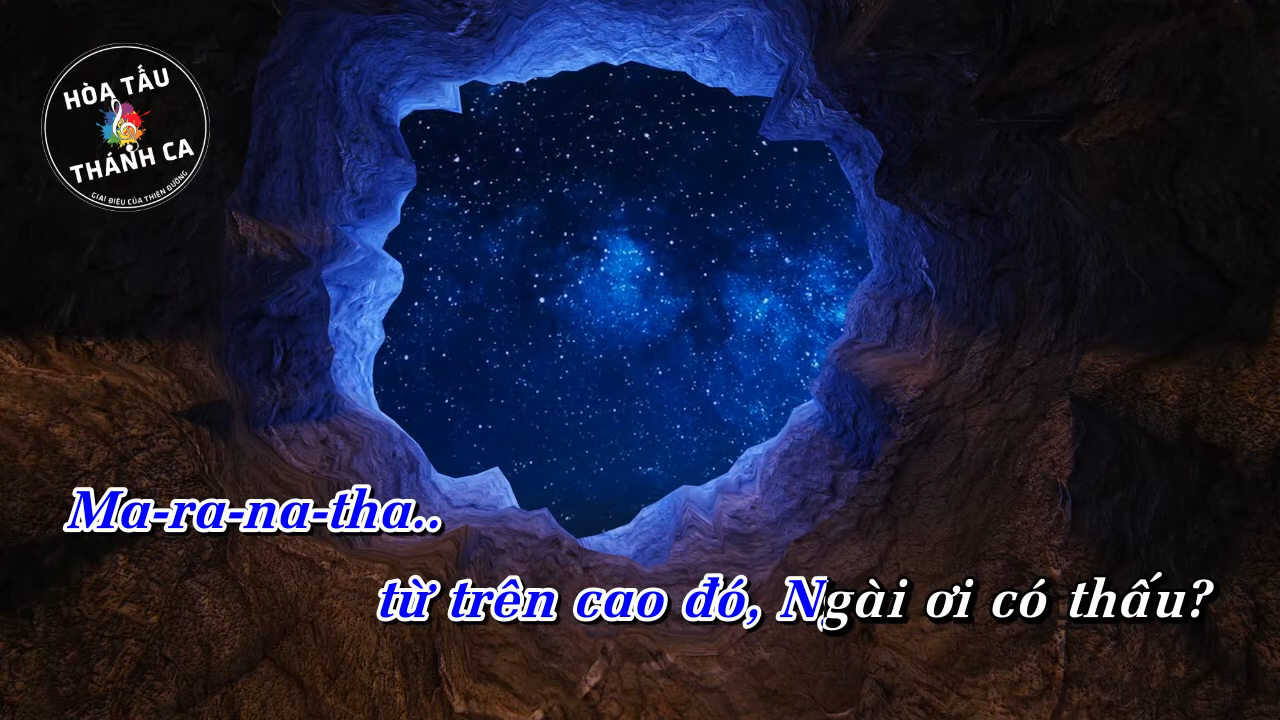 HÒA TẤU
THÁNH CA
GIAI ĐIỆU CỦA THIÊN ĐƯỜNG
Ma-ra-na-tha..
từ trên cao đó, Ngài ơi có thấu?